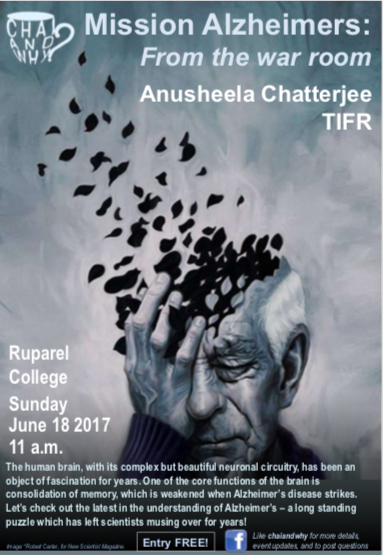 CHAI
AND
WHY?
Mission Alzheimers:
From the war room
Anusheela Chatterjee
TIFR
Ruparel
College
Sunday
June 18 2017
11 a.m.
The human brain, with its complex but beautiful neuronal circuitry, has been an
object of fascination for years. One of the core functions of the brain is
consolidation of memory, which is weakened when Alzheimer's disease strikes.
Let's check out the latest in the understanding of Alzheimer's – a long standing
puzzle which has left scientists musing over for years!
Image "Robert Carter, for New Scientist Magazine
Entry FREE!
f
Like chaiandwhy for more details,
event updates, and to post questions